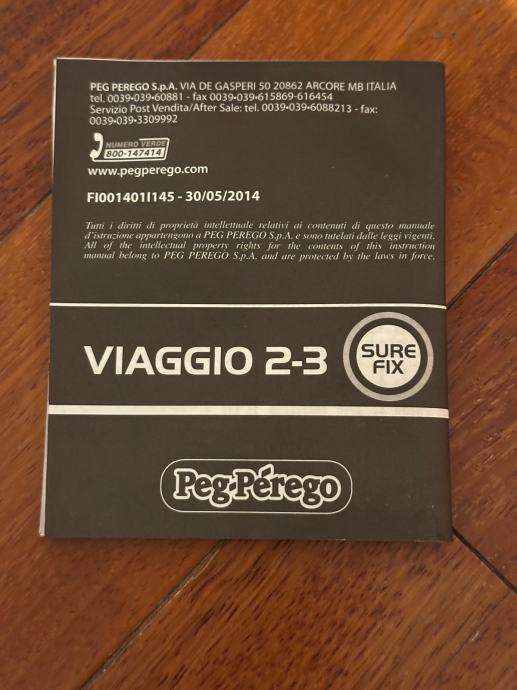 PEG PEREGO S.p.A. VIA DE GASPERI 50 20862 ARCORE MB ITALIA
tel. 0039•039•60881 - fax 0039•039•615869-616454
Servizio Post Vendita/After Sale: tel. 0039•039•6088213 - fax:
0039•039•3309992
NUMERO VERDE
800-147414
www.pegperego.com
FI001401I145 - 30/05/2014
Tutti i diritti di proprietà intellettuale relativi ai contenuti di questo manuale
d'istruzione appartengono a PEG PEREGO S.p.A. e sono tutelati dalle leggi vigenti.
All of the intellectual property rights for the contents of this instruction
manual belong to PEG PEREGO S.p.A. and are protected by the laws in force.
VIAGGIO 2-3
SURE
FIX
Peg-Pérego